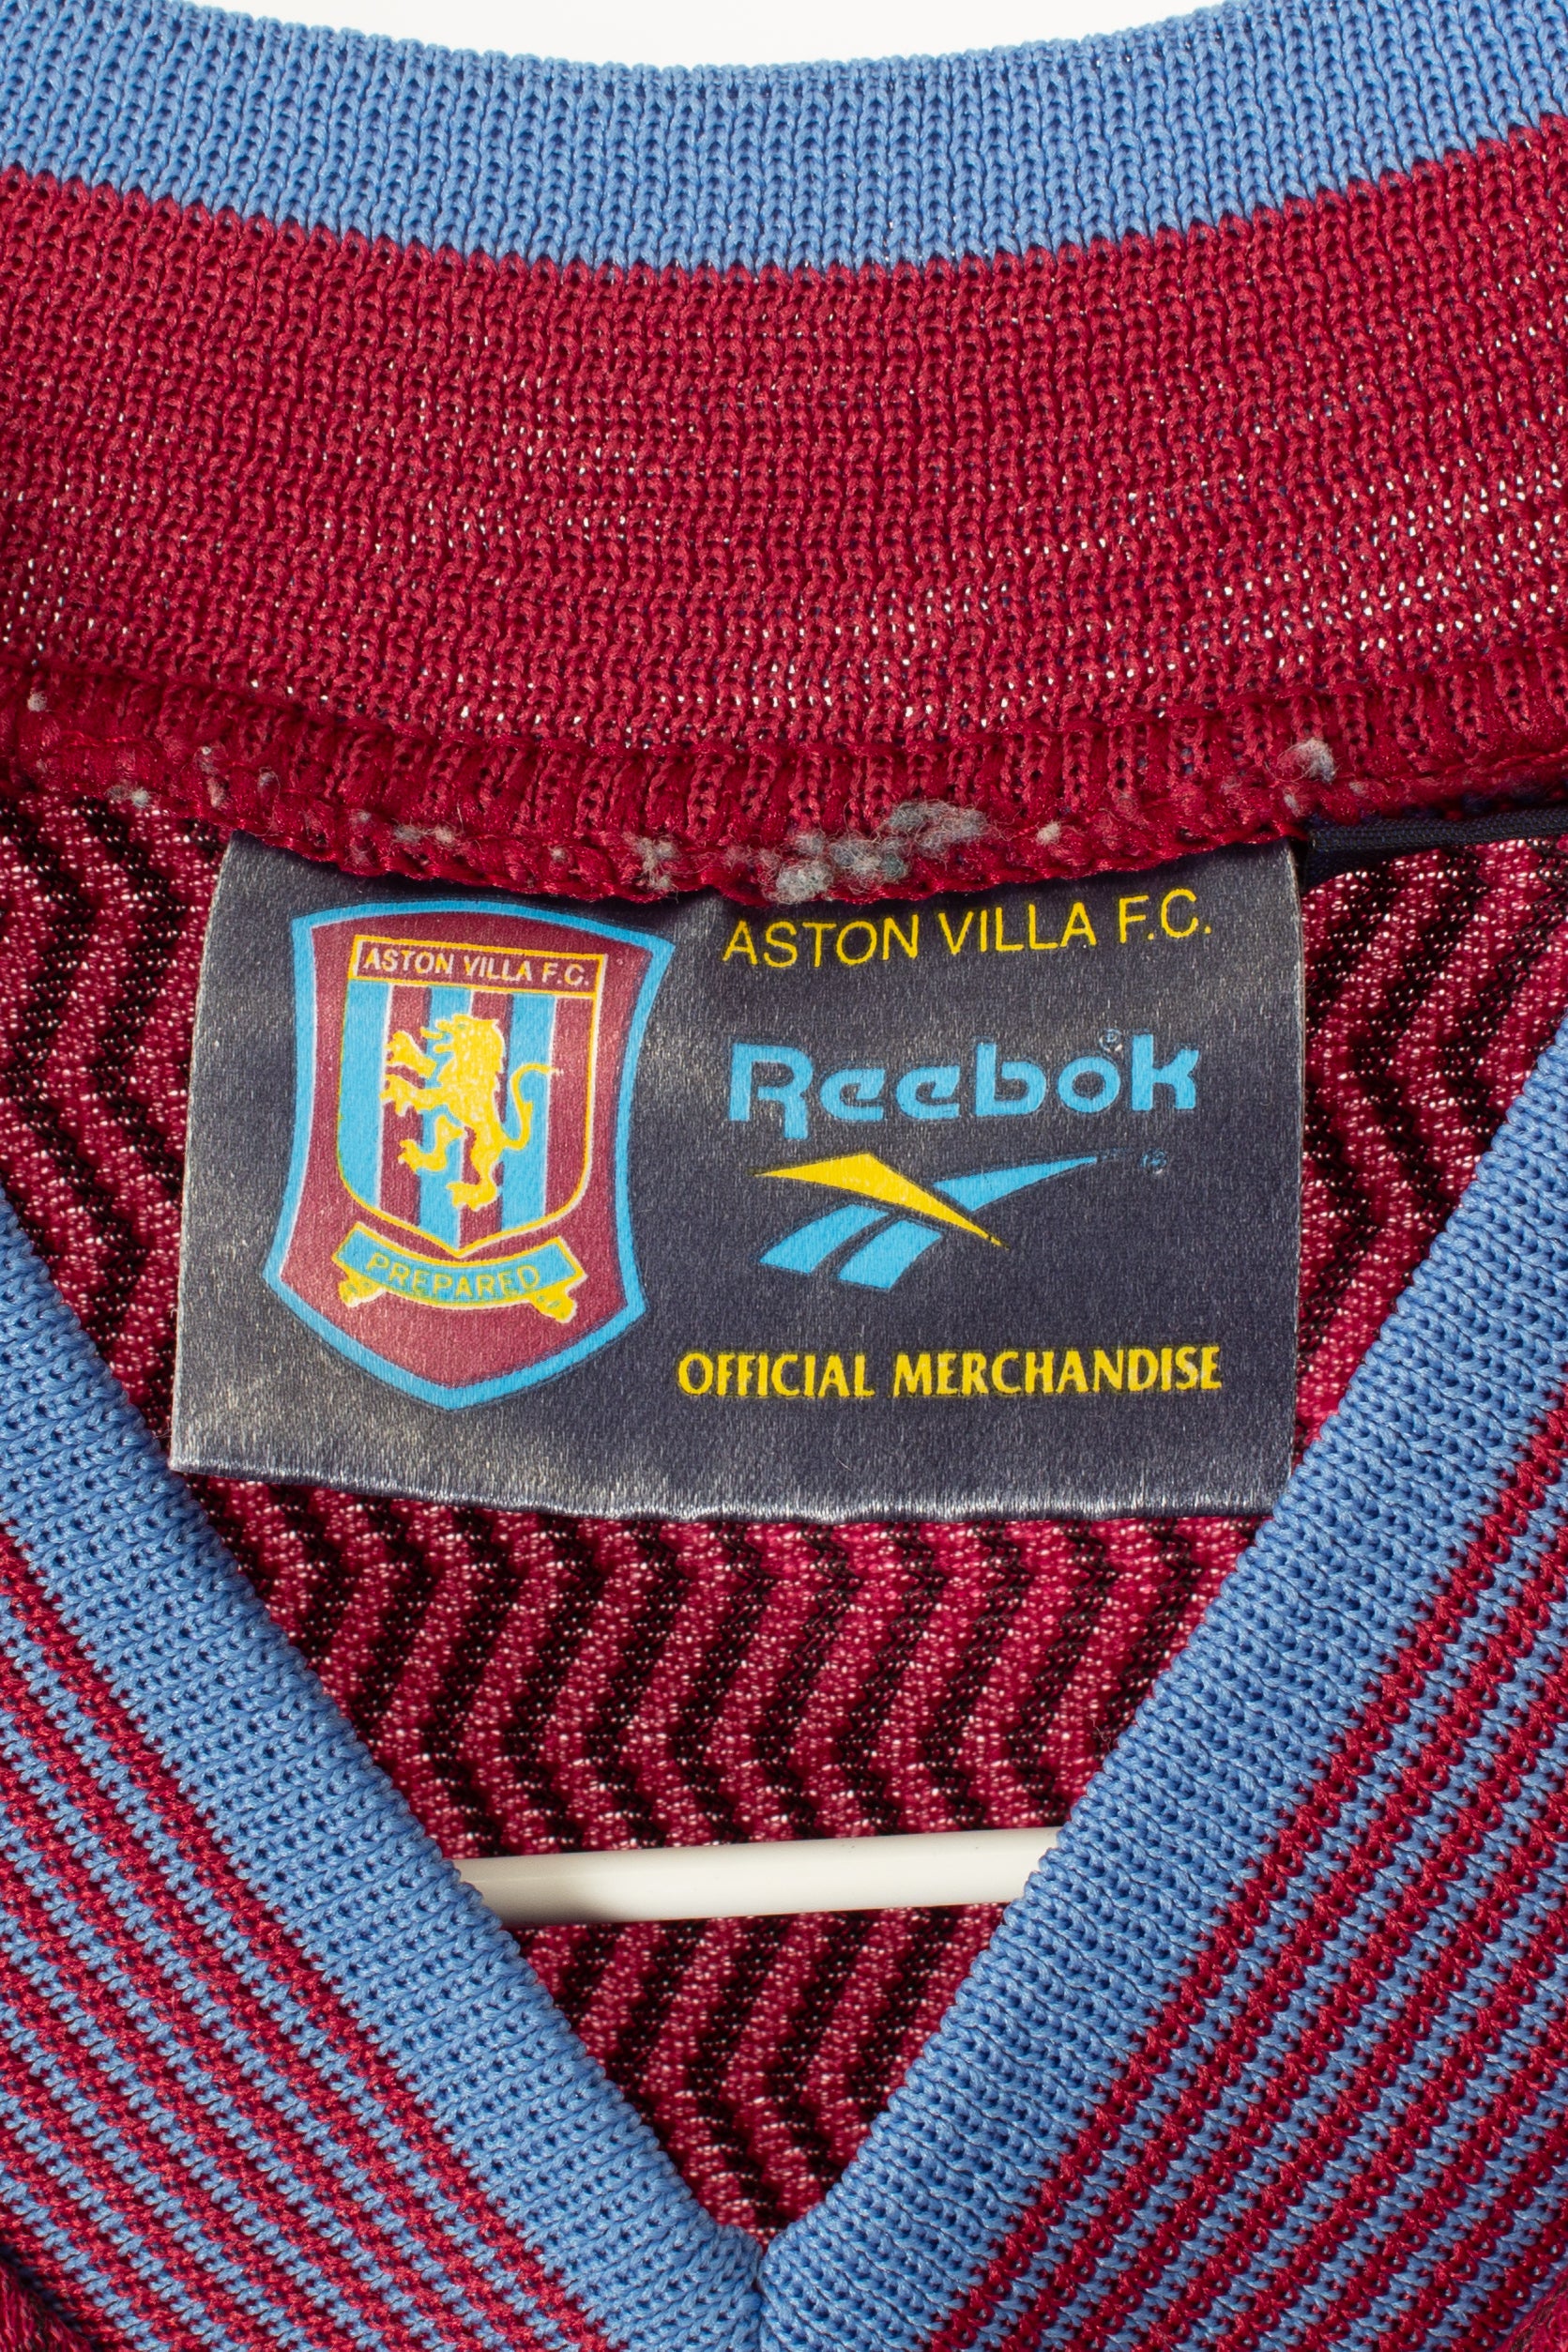 ASTON VILLA F.C.
PREPARED
ASTON VILLA F.C.
Reebok®
OFFICIAL MERCHANDISE